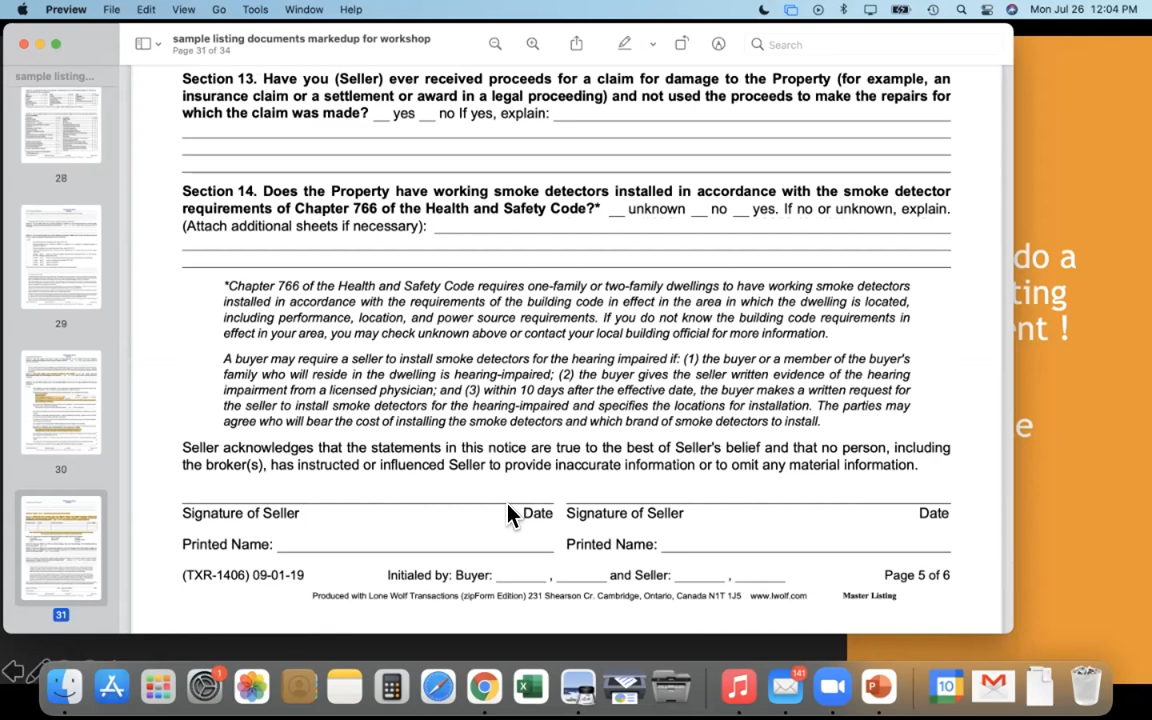 Preview File Edit View Go Tools Window Help Mon Jul 26 12:04 PM
sample listing documents markedup for workshop
Page 31 of 34
Search
sample listing...
28
29
30
31
Section 13. Have you (Seller) ever received proceeds for a claim for damage to the Property (for example, an
insurance claim or a settlement or award in a legal proceeding) and not used the proceeds to make the repairs for
which the claim was made? __ yes __ no If yes, explain:
Section 14. Does the Property have working smoke detectors installed in accordance with the smoke detector
requirements of Chapter 766 of the Health and Safety Code?* __ unknown __ no __ yes. If no or unknown, explain.
(Attach additional sheets if necessary):
*Chapter 766 of the Health and Safety Code requires one-family or two-family dwellings to have working smoke detectors
installed in accordance with the requirements of the building code in effect in the area in which the dwelling is located,
including performance, location, and power source requirements. If you do not know the building code requirements in
effect in your area, you may check unknown above or contact your local building official for more information.
A buyer may require a seller to install smoke detectors for the hearing impaired if: (1) the buyer or a member of the buyer's
family who will reside in the dwelling is hearing-impaired; (2) the buyer gives the seller written evidence of the hearing
impairment from a licensed physician; and (3) within 10 days after the effective date, the buyer makes a written request for
the seller to install smoke detectors for the hearing-impaired and specifies the locations for installation. The parties may
agree who will bear the cost of installing the smoke detectors and which brand of smoke detectors to install.
Seller acknowledges that the statements in this notice are true to the best of Seller's belief and that no person, including
the broker(s), has instructed or influenced Seller to provide inaccurate information or to omit any material information.
Signature of Seller Date Signature of Seller Date
Printed Name: Printed Name:
(TXR-1406) 09-01-19 Initialed by: Buyer: ______ , ______ and Seller: ______ , ______ Page 5 of 6
Produced with Lone Wolf Transactions (zipForm Edition) 231 Shearson Cr. Cambridge, Ontario, Canada N1T 1J5 www.lwolf.com Master Listing
do a
ting
nt !
e
1
141
10